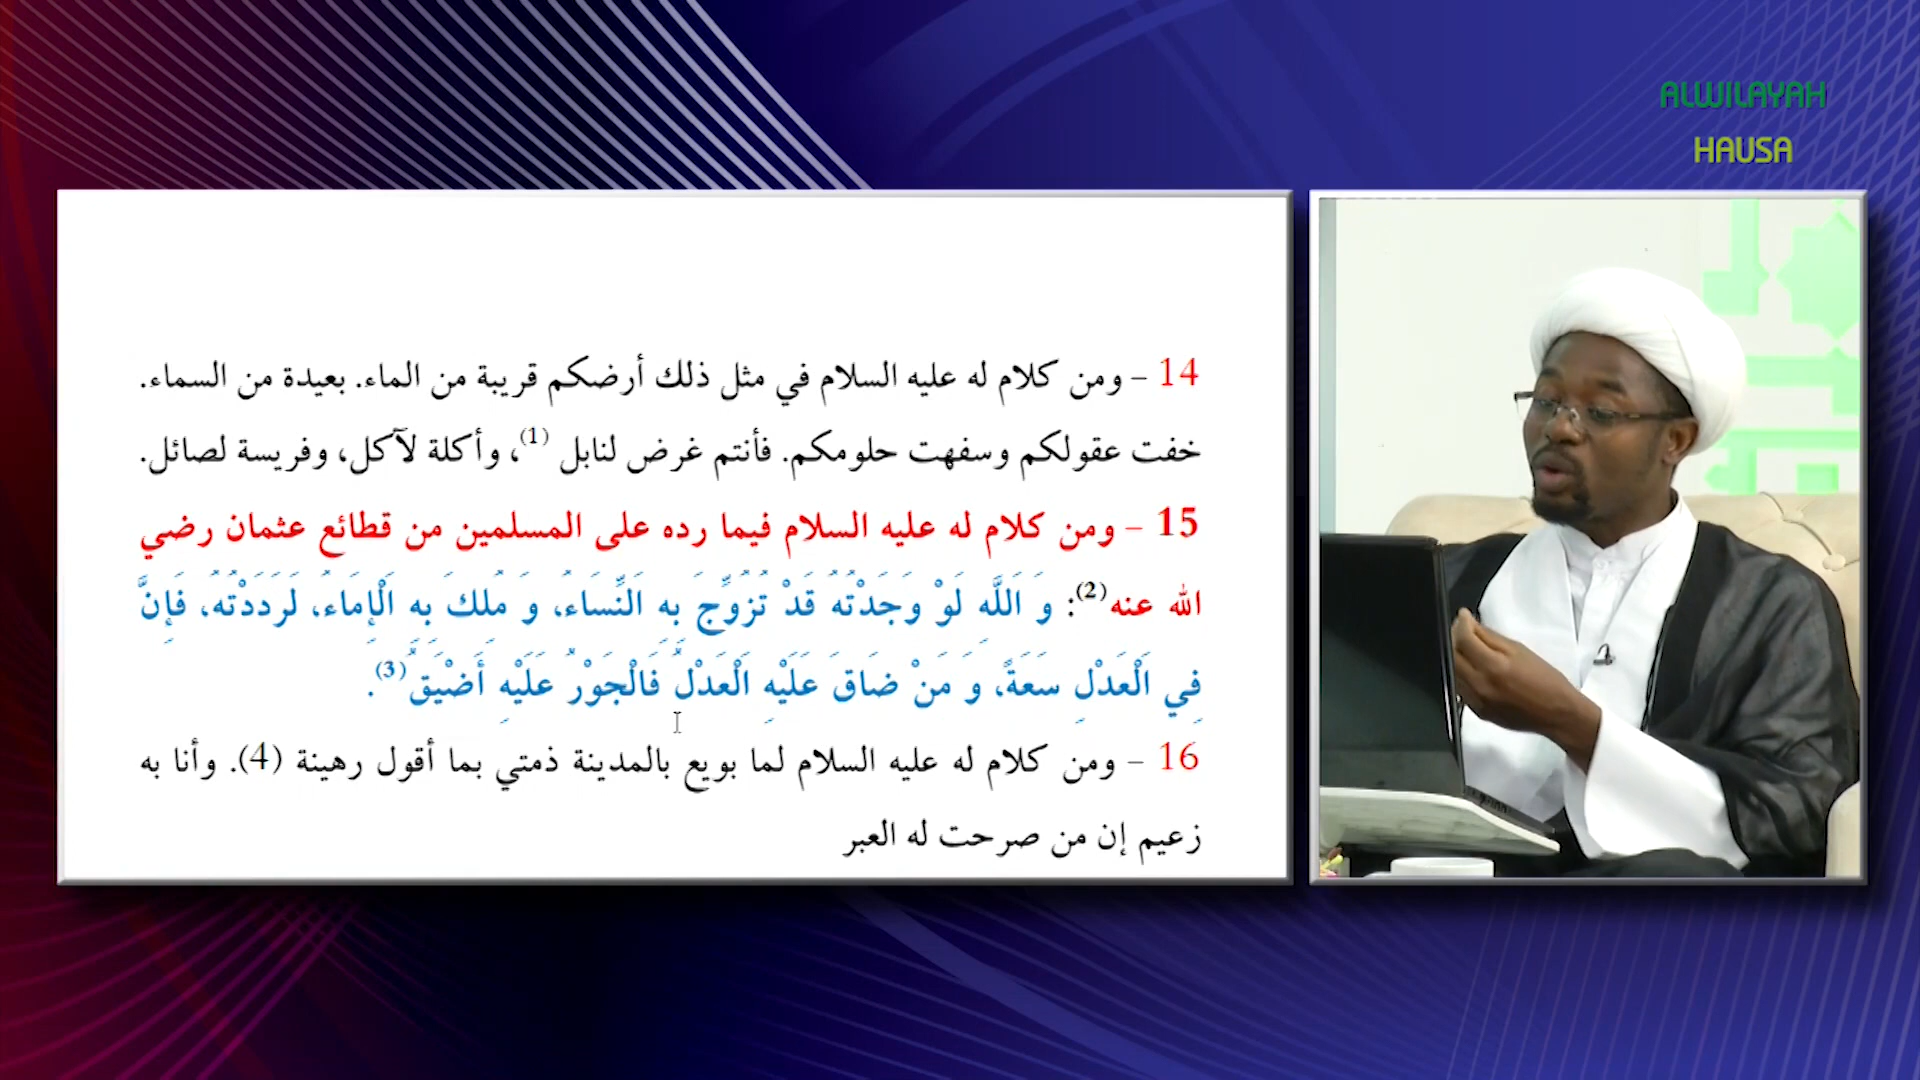 ALWILAYAH
HAUSA
14 – ومن كلام له عليه السلام في مثل ذلك أرضكم قريبة من الماء. بعيدة من السماء.
خفت عقولكم وسفهت حلومكم. فأنتم غرض لنابل (1)، وأكلة لآكل، وفريسة لصائل.
15 – ومن كلام له عليه السلام فيما رده على المسلمين من قطائع عثمان رضي
الله عنه(2): وَ اَللَّهِ لَوْ وَجَدْتُهُ قَدْ تُزُوِّجَ بِهِ اَلنِّسَاءُ، وَ مُلِكَ بِهِ اَلْإِمَاءُ، لَرَدَدْتُهُ، فَإِنَّ
فِي اَلْعَدْلِ سَعَةً، وَ مَنْ ضَاقَ عَلَيْهِ اَلْعَدْلُ فَالْجَوْرُ عَلَيْهِ أَضْيَقُ(3).
16 – ومن كلام له عليه السلام لما بويع بالمدينة ذمتي بما أقول رهينة (4). وأنا به
زعيم إن من صرحت له العبر